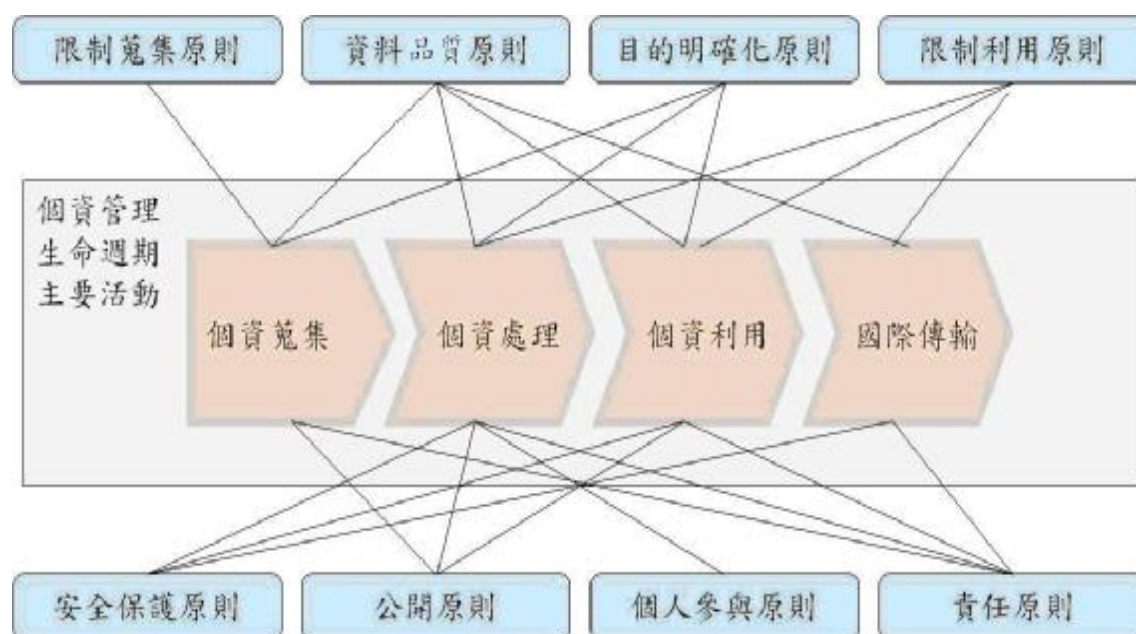 限制蒐集原則
資料品質原則
目的明確化原則
限制利用原則
個資管理
生命週期
主要活動
個資蒐集
個資處理
個資利用
國際傳輸
安全保護原則
公開原則
個人參與原則
責任原則